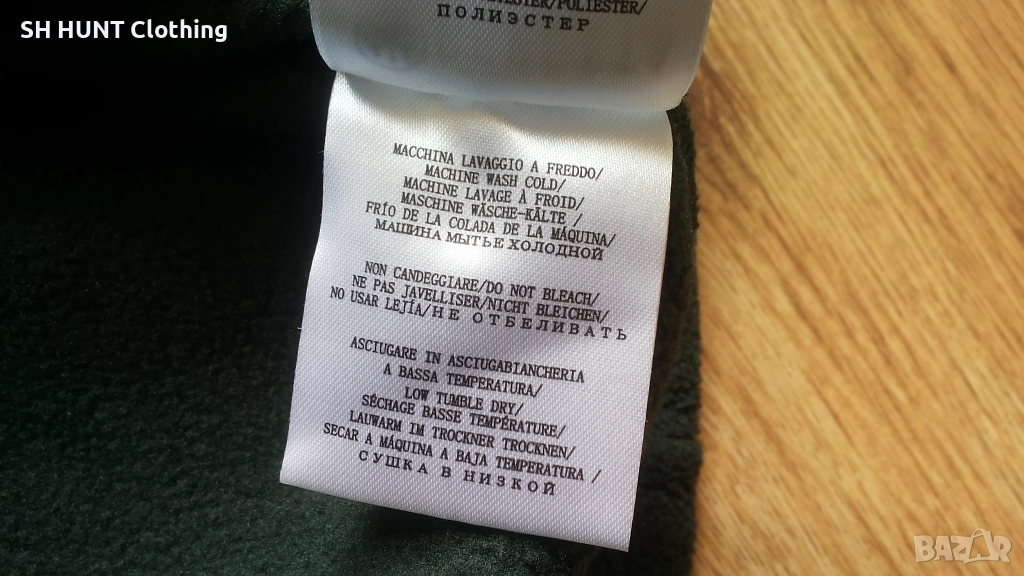 SH HUNT Clothing
/POLIESTER/
ПОЛИЭСТЕР
MACCHINA LAVAGGIO A FREDDO/
MACHINE WASH COLD/
MACHINE LAVAGE À FROID/
MASCHINE WÄSCHE-KÄLTE /
FRÍO DE LA COLADA DE LA MÁQUINA/
МАШИНА МЫТЬЕ ХОЛОДНОЙ
NON CANDEGGIARE/DO NOT BLEACH/
NE PAS JAVELLISER/NICHT BLEICHEN/
NO USAR LEJÍA/НЕ ОТБЕЛИВАТЬ
ASCIUGARE IN ASCIUGABIANCHERIA
A BASSA TEMPERATURA/
LOW TUMBLE DRY/
SÉCHAGE BASSE TEMPÉRATURE/
LAUWARM IM TROCKNER TROCKNEN/
SECAR A MÁQUINA A BAJA TEMPERATURA /
СУШКА В НИЗКОЙ
BAZAR